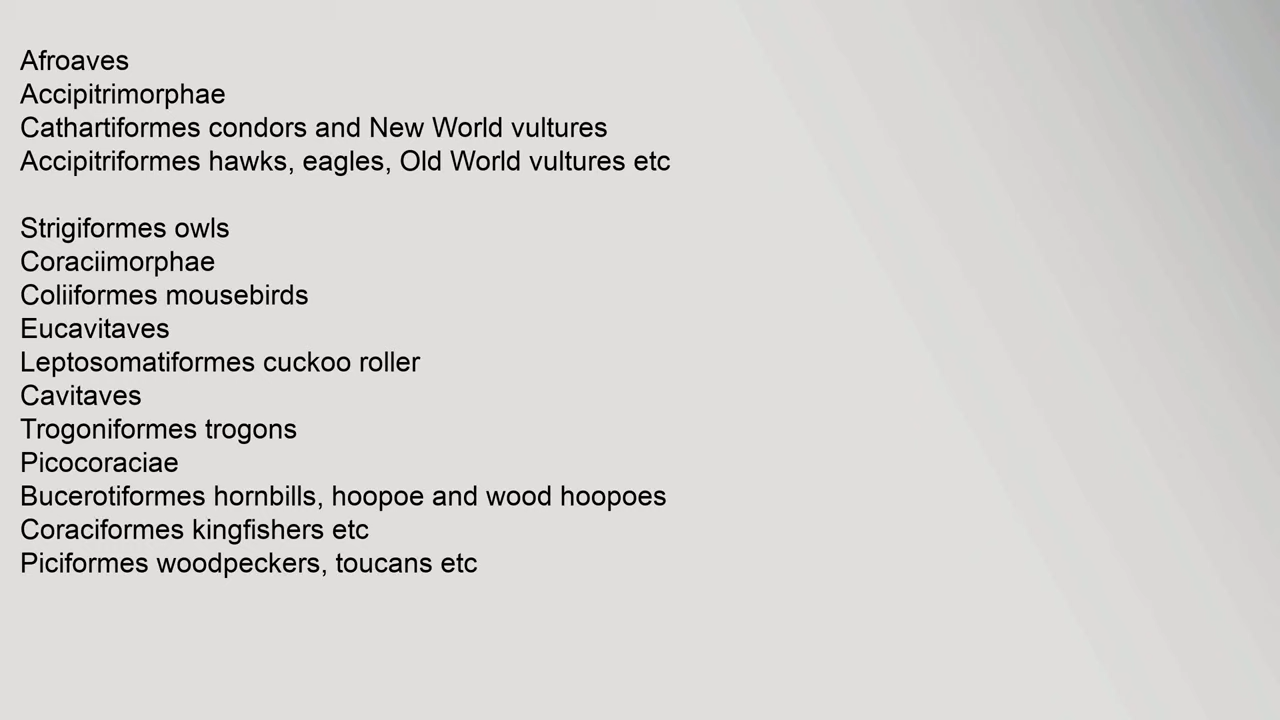 Afroaves
Accipitrimorphae
Cathartiformes condors and New World vultures
Accipitriformes hawks, eagles, Old World vultures etc
Strigiformes owls
Coraciimorphae
Coliiformes mousebirds
Eucavitaves
Leptosomatiformes cuckoo roller
Cavitaves
Trogoniformes trogons
Picocoraciae
Bucerotiformes hornbills, hoopoe and wood hoopoes
Coraciformes kingfishers etc
Piciformes woodpeckers, toucans etc